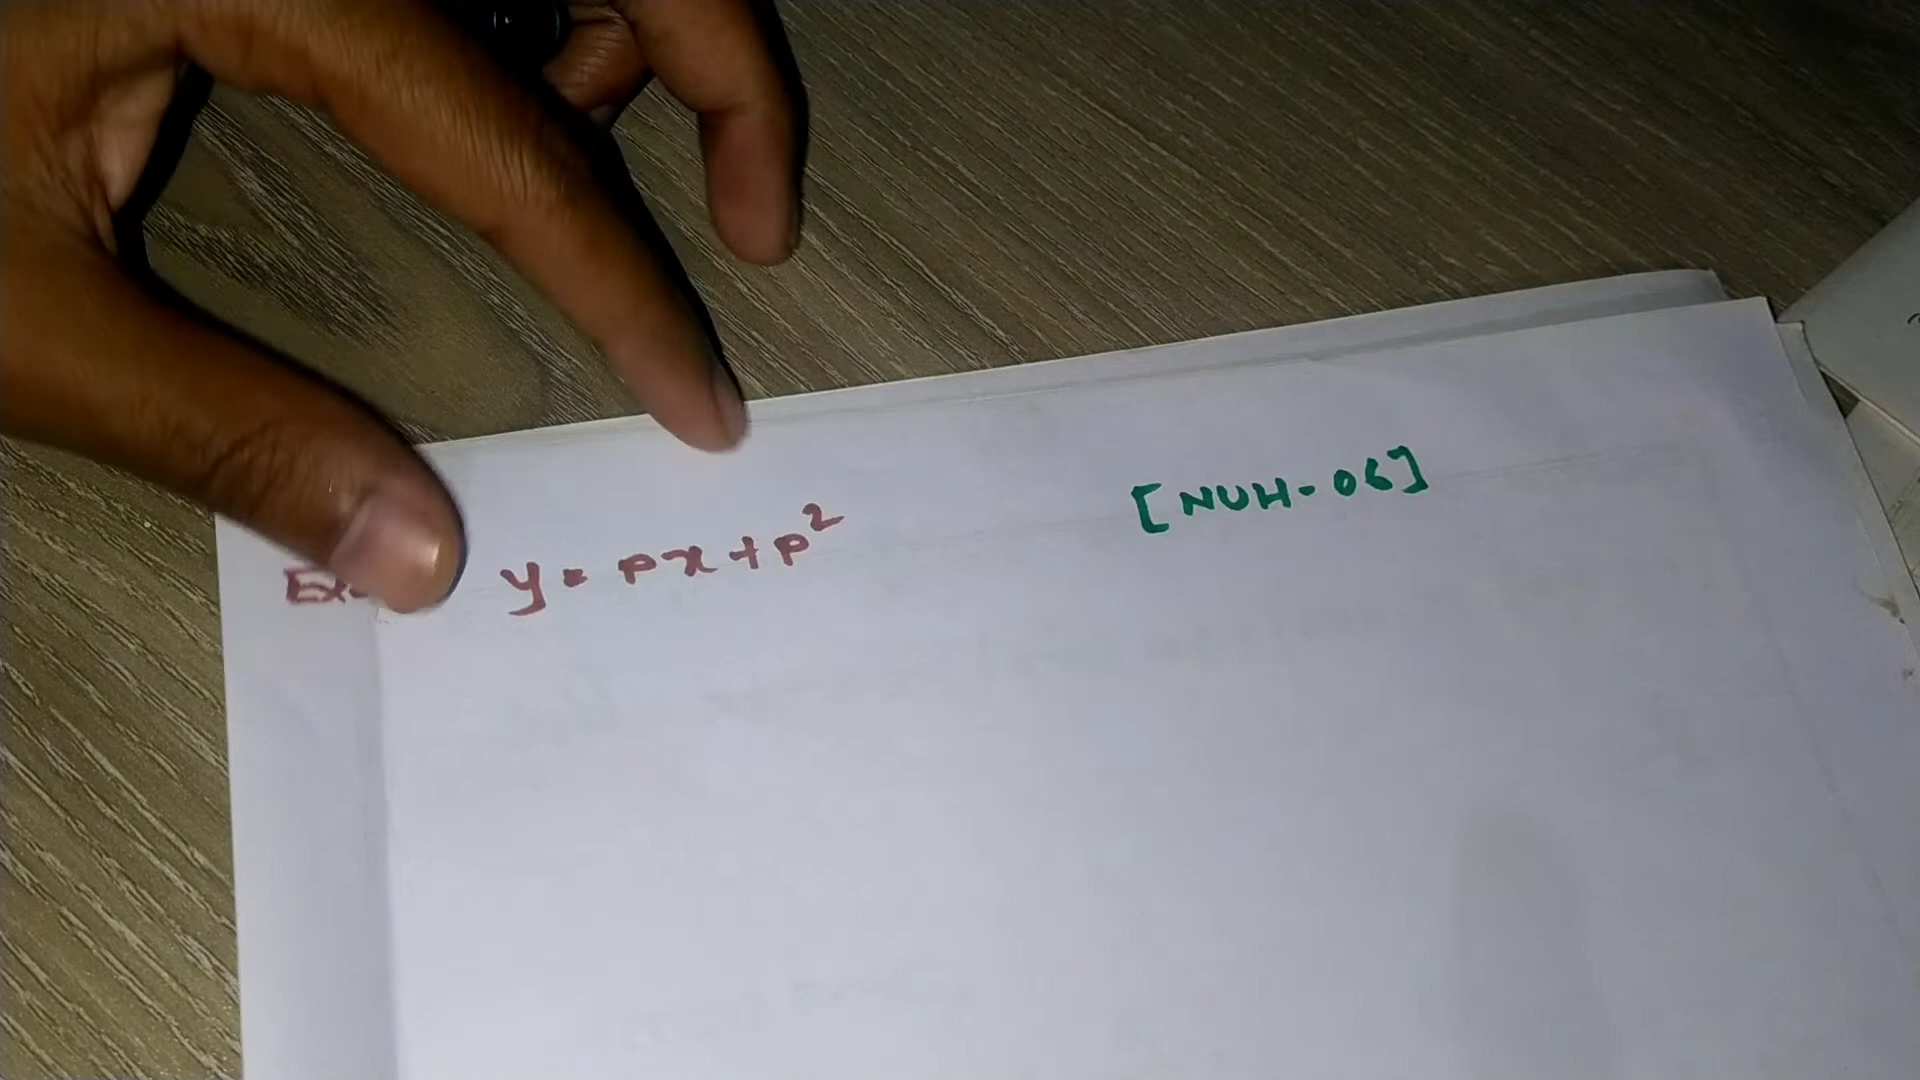 y = px + p² [NUH-06]